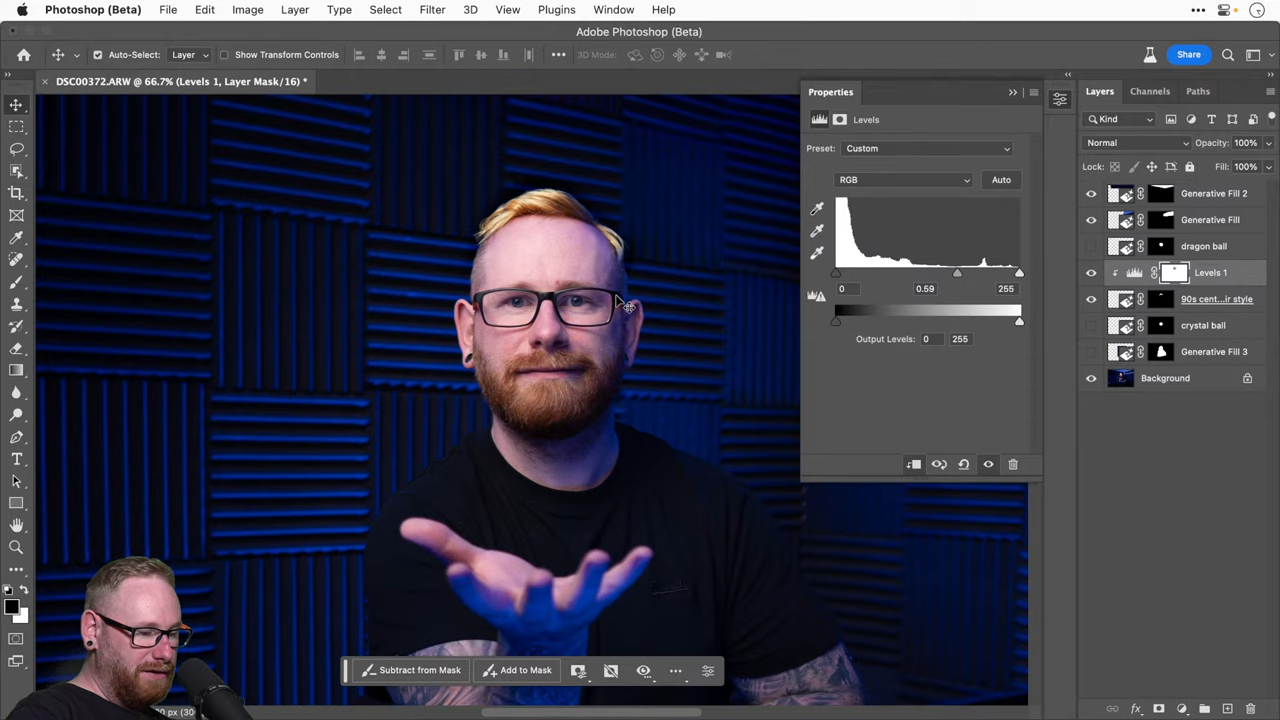 Photoshop (Beta) File Edit Image Layer Type Select Filter 3D View Plugins Window Help
Adobe Photoshop (Beta)
Auto-Select: Layer Show Transform Controls 3D Mode: Share
DSC00372.ARW @ 66.7% (Levels 1, Layer Mask/16) *
Properties
Levels
Preset: Custom
RGB Auto
0 0.59 255
Output Levels: 0 255
Layers Channels Paths
Kind
Normal Opacity: 100%
Lock: Fill: 100%
Generative Fill 2
Generative Fill
dragon ball
Levels 1
90s cent...ir style
crystal ball
Generative Fill 3
Background
Subtract from Mask Add to Mask